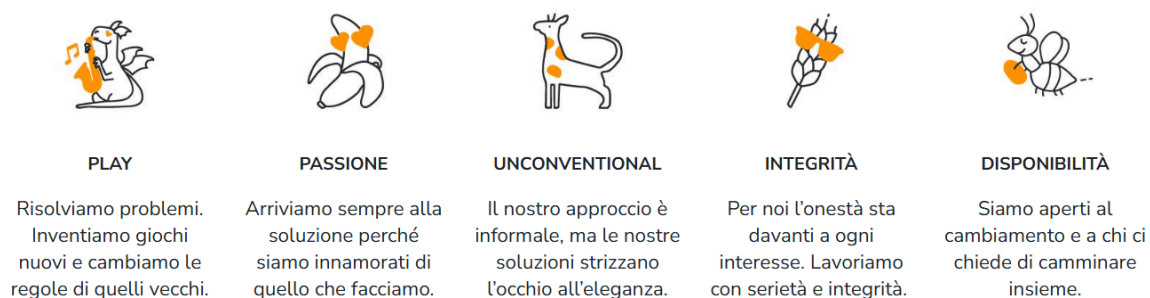 PLAY
Risolviamo problemi.
Inventiamo giochi
nuovi e cambiamo le
regole di quelli vecchi.
PASSIONE
Arriviamo sempre alla
soluzione perché
siamo innamorati di
quello che facciamo.
UNCONVENTIONAL
Il nostro approccio è
informale, ma le nostre
soluzioni strizzano
l’occhio all’eleganza.
INTEGRITÀ
Per noi l’onestà sta
davanti a ogni
interesse. Lavoriamo
con serietà e integrità.
DISPONIBILITÀ
Siamo aperti al
cambiamento e a chi ci
chiede di camminare
insieme.